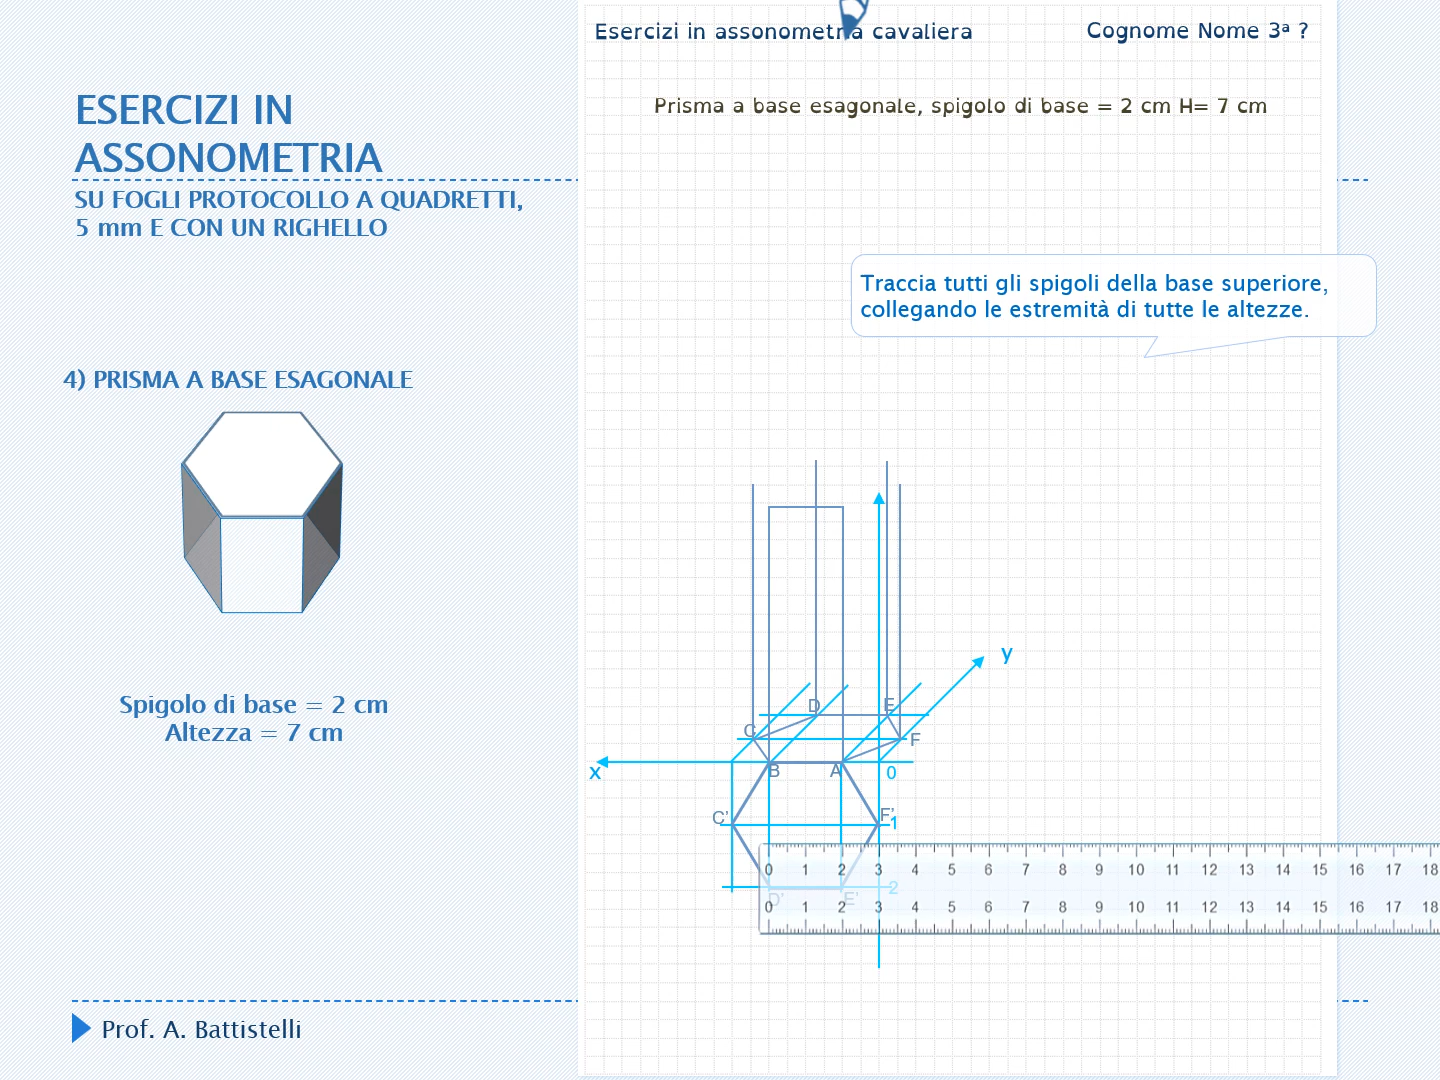 Esercizi in assonometria cavaliera
Cognome Nome 3ª ?
ESERCIZI IN
ASSONOMETRIA
SU FOGLI PROTOCOLLO A QUADRETTI,
5 mm E CON UN RIGHELLO
Prisma a base esagonale, spigolo di base = 2 cm H= 7 cm
Traccia tutti gli spigoli della base superiore,
collegando le estremità di tutte le altezze.
4) PRISMA A BASE ESAGONALE
Spigolo di base = 2 cm
Altezza = 7 cm
y
D E
C F
x B A 0
C' F' 1
0 1 2 3 4 5 6 7 8 9 10 11 12 13 14 15 16 17 18
2
D' E'
0 1 2 3 4 5 6 7 8 9 10 11 12 13 14 15 16 17 18
Prof. A. Battistelli